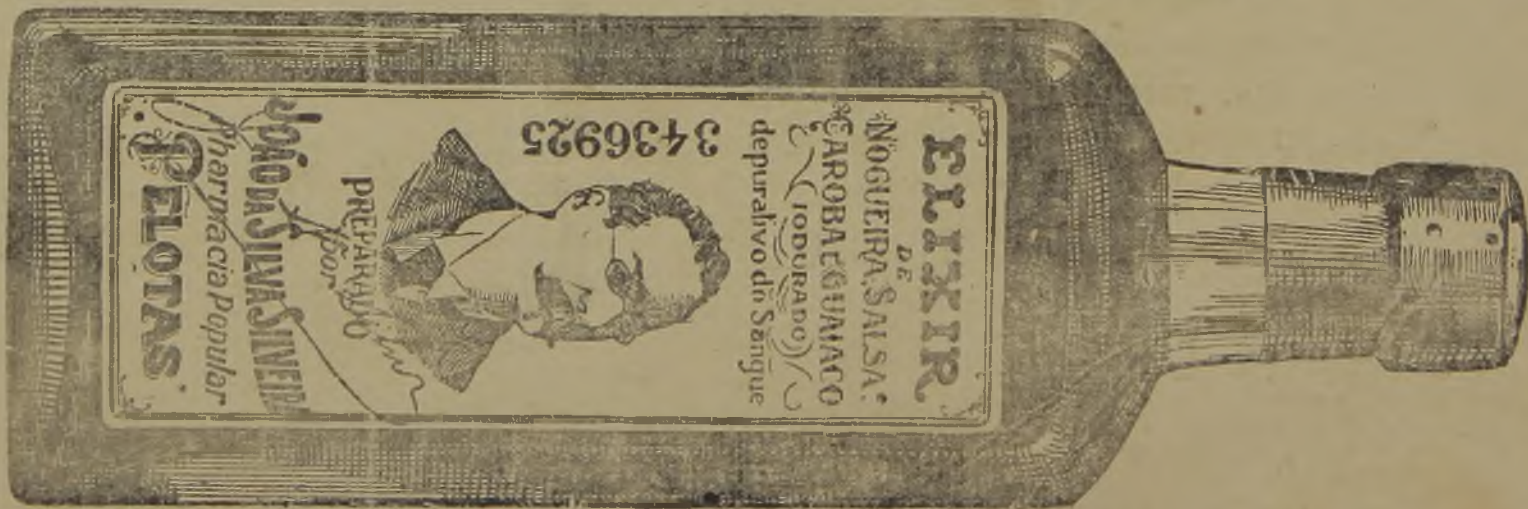 ELIXIR
DE
NOGUEIRA, SALSA,
CAROBA E GUAIACO
(IODURADO)
depurativo do Sangue
3436925
PREPARADO
por
JOÃO DA SILVA SILVEIRA
Pharmacia Popular
PELOTAS